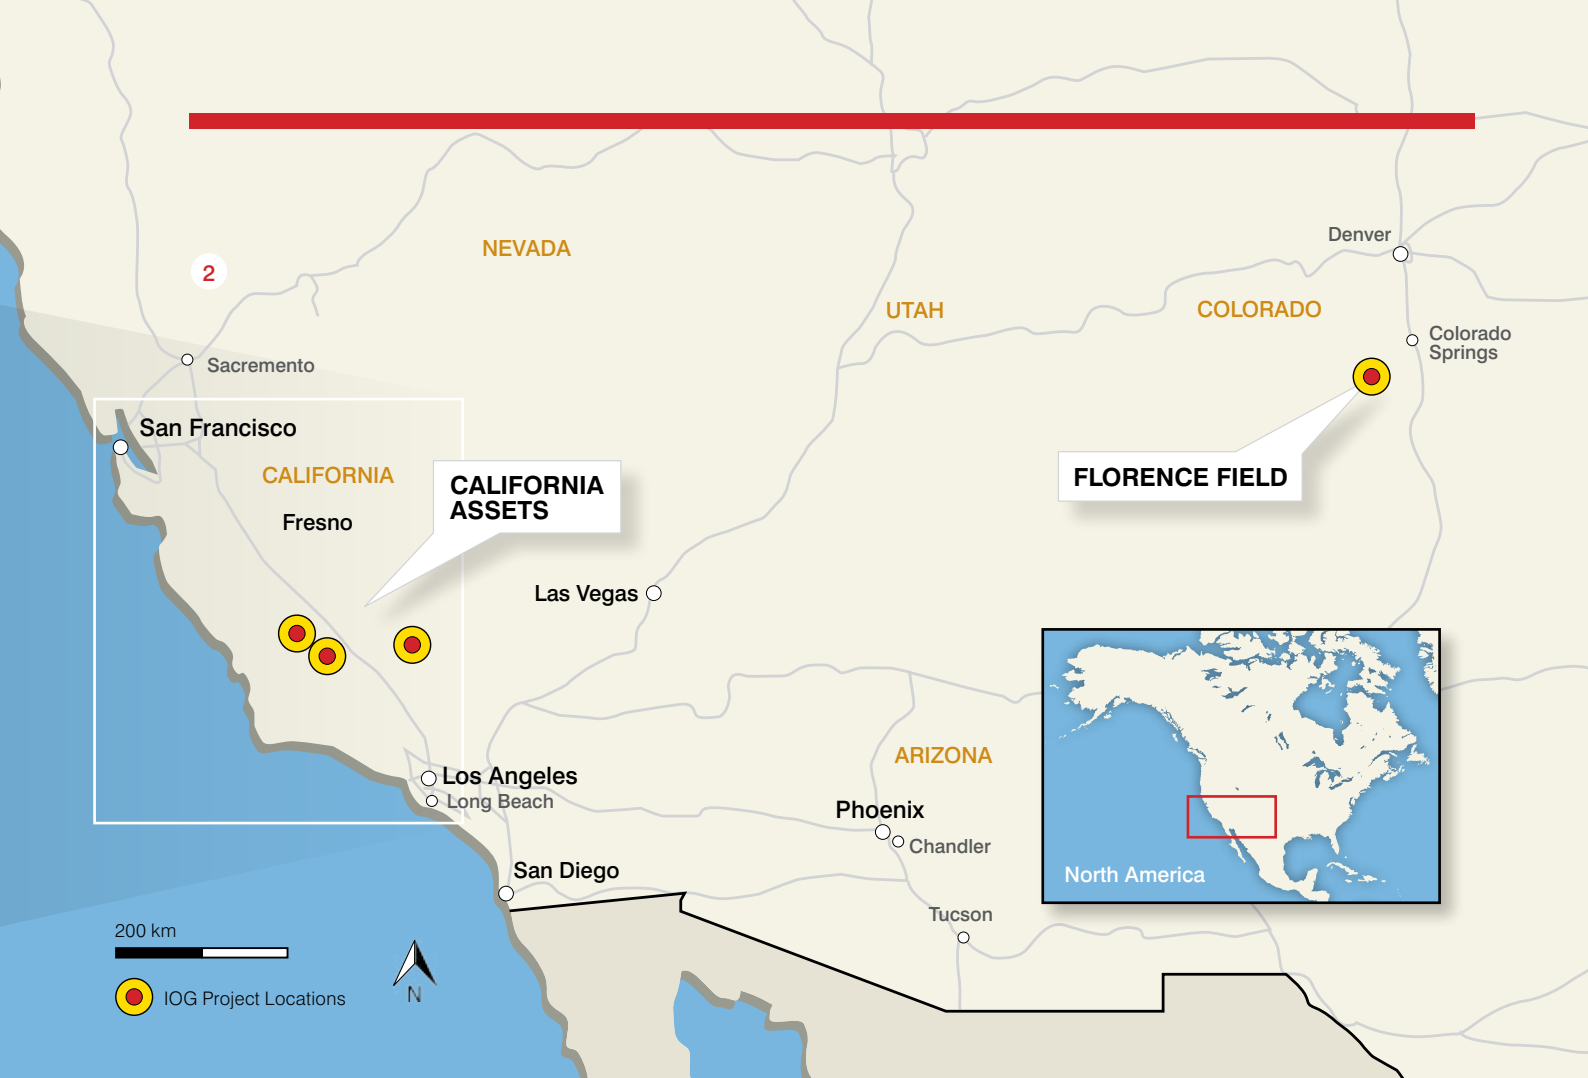 NEVADA
Denver
2
UTAH
COLORADO
Colorado
Springs
Sacremento
San Francisco
CALIFORNIA
CALIFORNIA
ASSETS
FLORENCE FIELD
Fresno
Las Vegas
ARIZONA
Los Angeles
Long Beach
Phoenix
Chandler
San Diego
North America
Tucson
200 km
N
IOG Project Locations